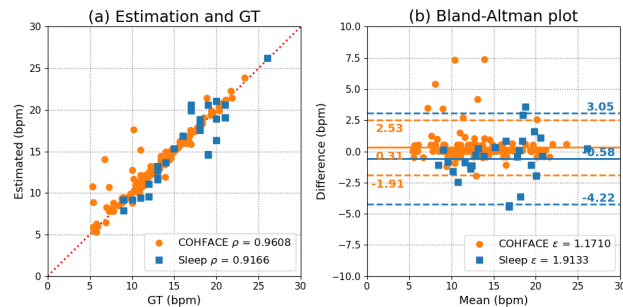 (a) Estimation and GT
30
25
20
15
10
5
0
0 5 10 15 20 25 30
Estimated (bpm)
GT (bpm)
COHFACE ρ = 0.9608
Sleep ρ = 0.9166
(b) Bland-Altman plot
10.0
7.5
5.0
2.5
0.0
−2.5
−5.0
−7.5
−10.0
0 5 10 15 20 25 30
Difference (bpm)
Mean (bpm)
3.05
2.53
0.31
-0.58
-1.91
-4.22
COHFACE ε = 1.1710
Sleep ε = 1.9133